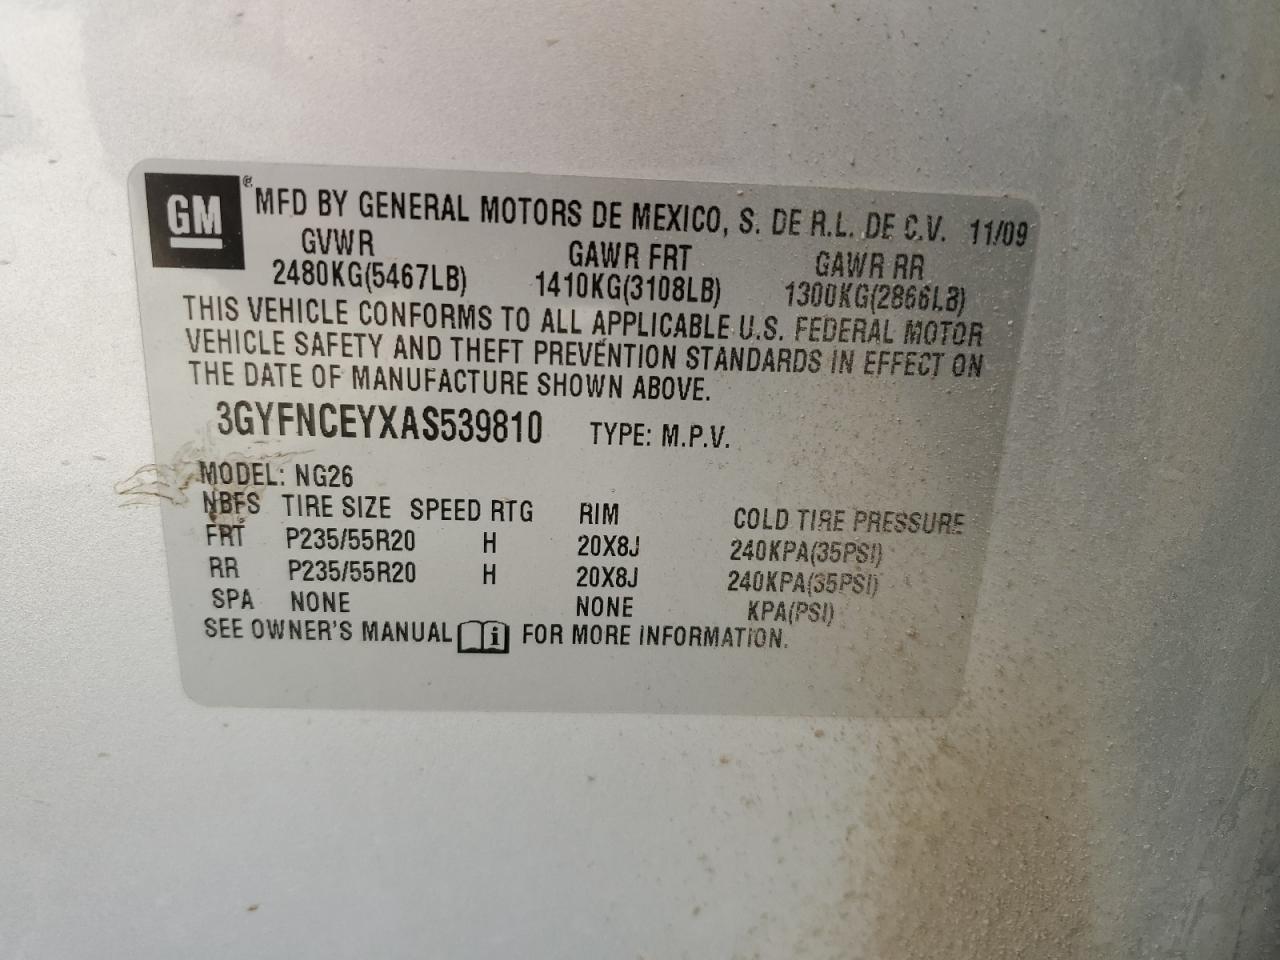 GM® MFD BY GENERAL MOTORS DE MEXICO, S. DE R.L. DE C.V. 11/09
GVWR GAWR FRT GAWR RR
2480KG(5467LB) 1410KG(3108LB) 1300KG(2866LB)
THIS VEHICLE CONFORMS TO ALL APPLICABLE U.S. FEDERAL MOTOR
VEHICLE SAFETY AND THEFT PREVENTION STANDARDS IN EFFECT ON
THE DATE OF MANUFACTURE SHOWN ABOVE.
3GYFNCEYXAS539810 TYPE: M.P.V.
MODEL: NG26
NBFS TIRE SIZE SPEED RTG RIM COLD TIRE PRESSURE
FRT P235/55R20 H 20X8J 240KPA(35PSI)
RR P235/55R20 H 20X8J 240KPA(35PSI)
SPA NONE NONE KPA(PSI)
SEE OWNER'S MANUAL i FOR MORE INFORMATION.